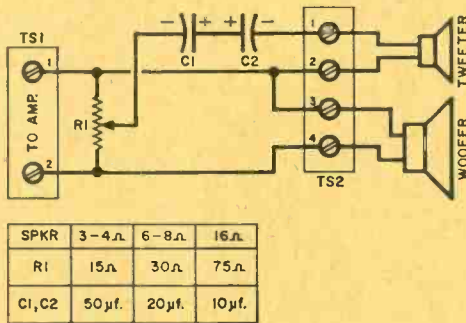 TS1
TO AMP.
1
2
R1
− + + −
C1 C2
1
2
3
4
TS2
TWEETER
WOOFER
SPKR 3-4Ω 6-8Ω 16Ω
R1 15Ω 30Ω 75Ω
C1,C2 50µf. 20µf. 10µf.